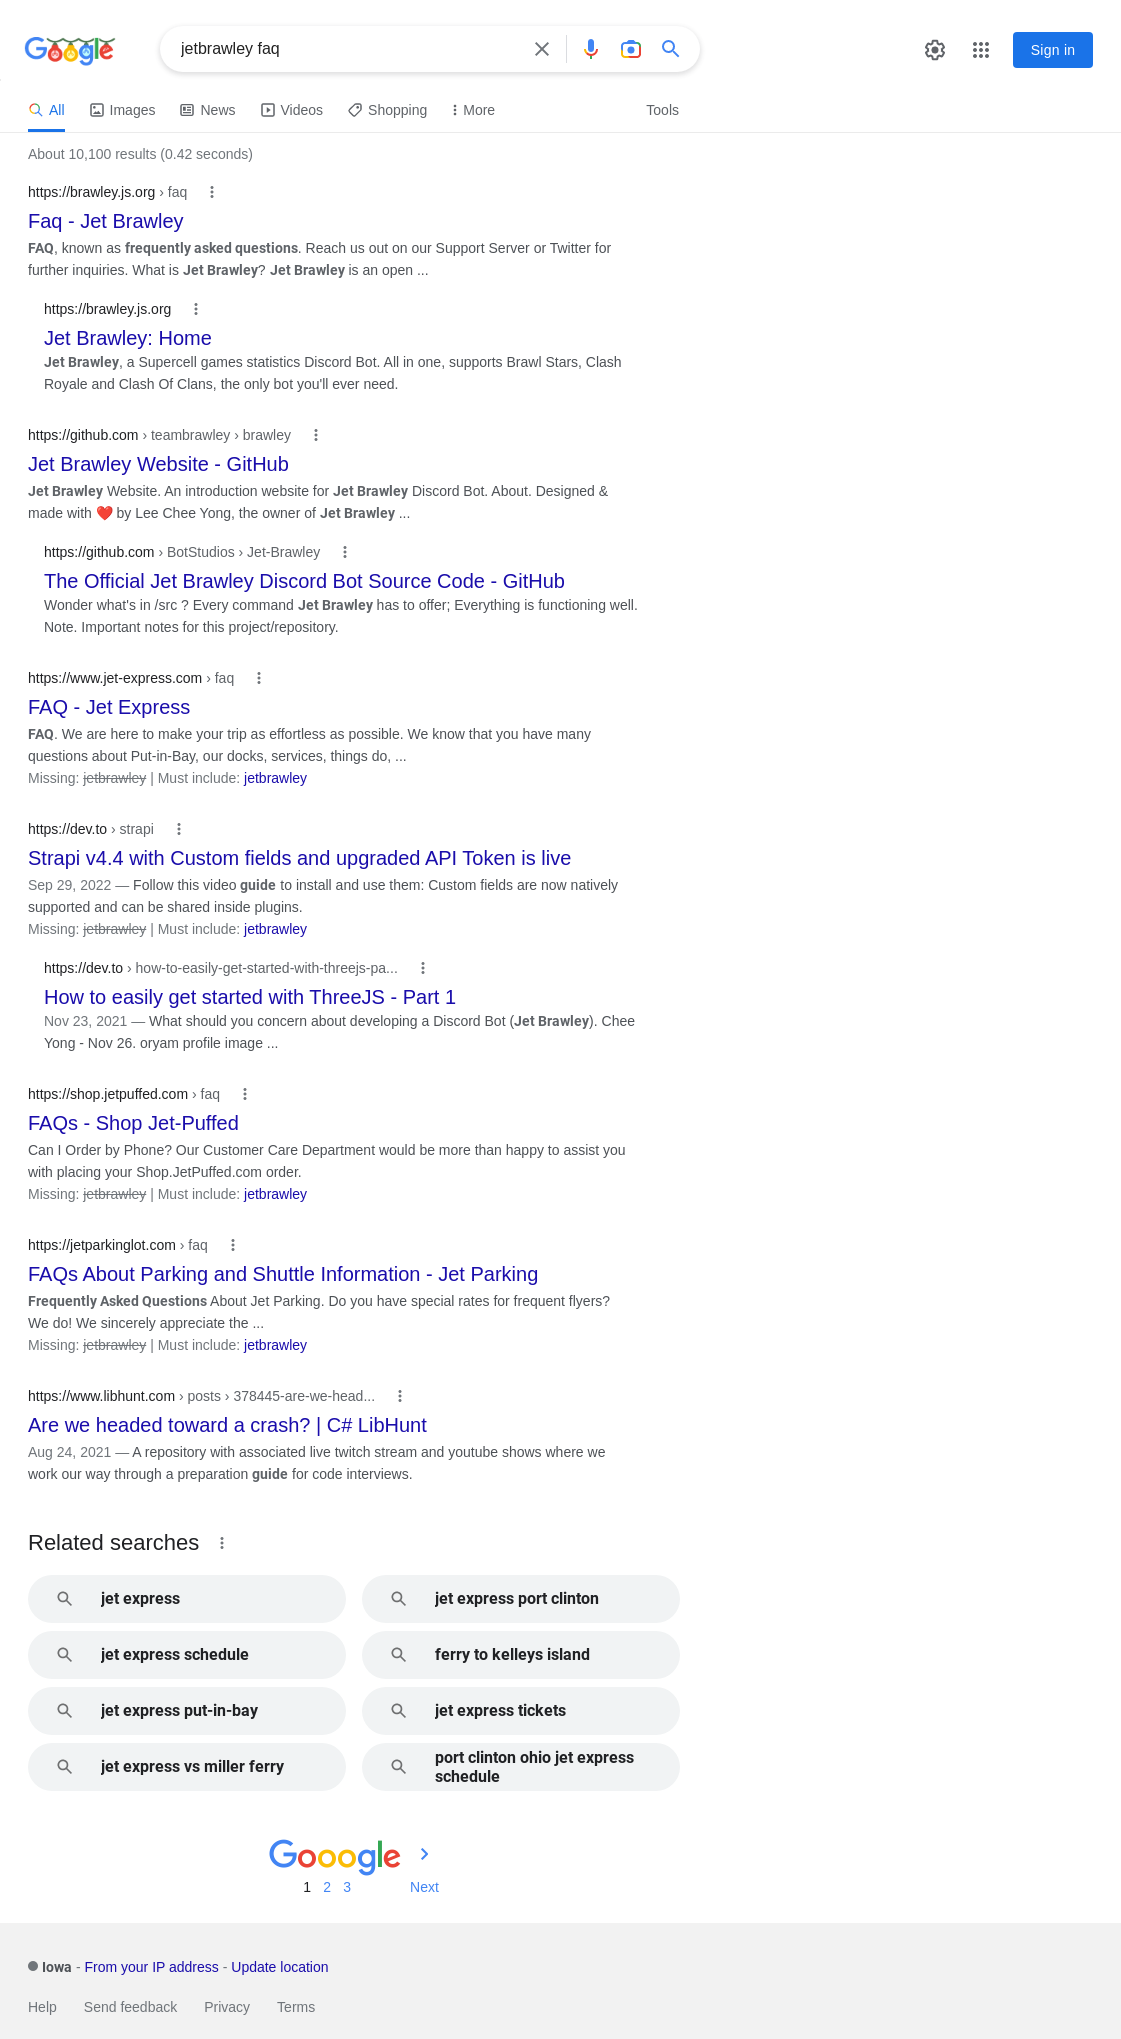 Google
jetbrawley faq
Sign in
All Images News Videos Shopping More Tools
About 10,100 results (0.42 seconds)
https://brawley.js.org › faq
Faq - Jet Brawley
FAQ, known as frequently asked questions. Reach us out on our Support Server or Twitter for
further inquiries. What is Jet Brawley? Jet Brawley is an open ...
https://brawley.js.org
Jet Brawley: Home
Jet Brawley, a Supercell games statistics Discord Bot. All in one, supports Brawl Stars, Clash
Royale and Clash Of Clans, the only bot you'll ever need.
https://github.com › teambrawley › brawley
Jet Brawley Website - GitHub
Jet Brawley Website. An introduction website for Jet Brawley Discord Bot. About. Designed &
made with ❤️ by Lee Chee Yong, the owner of Jet Brawley ...
https://github.com › BotStudios › Jet-Brawley
The Official Jet Brawley Discord Bot Source Code - GitHub
Wonder what's in /src ? Every command Jet Brawley has to offer; Everything is functioning well.
Note. Important notes for this project/repository.
https://www.jet-express.com › faq
FAQ - Jet Express
FAQ. We are here to make your trip as effortless as possible. We know that you have many
questions about Put-in-Bay, our docks, services, things do, ...
Missing: jetbrawley | Must include: jetbrawley
https://dev.to › strapi
Strapi v4.4 with Custom fields and upgraded API Token is live
Sep 29, 2022 — Follow this video guide to install and use them: Custom fields are now natively
supported and can be shared inside plugins.
Missing: jetbrawley | Must include: jetbrawley
https://dev.to › how-to-easily-get-started-with-threejs-pa...
How to easily get started with ThreeJS - Part 1
Nov 23, 2021 — What should you concern about developing a Discord Bot (Jet Brawley). Chee
Yong - Nov 26. oryam profile image ...
https://shop.jetpuffed.com › faq
FAQs - Shop Jet-Puffed
Can I Order by Phone? Our Customer Care Department would be more than happy to assist you
with placing your Shop.JetPuffed.com order.
Missing: jetbrawley | Must include: jetbrawley
https://jetparkinglot.com › faq
FAQs About Parking and Shuttle Information - Jet Parking
Frequently Asked Questions About Jet Parking. Do you have special rates for frequent flyers?
We do! We sincerely appreciate the ...
Missing: jetbrawley | Must include: jetbrawley
https://www.libhunt.com › posts › 378445-are-we-head...
Are we headed toward a crash? | C# LibHunt
Aug 24, 2021 — A repository with associated live twitch stream and youtube shows where we
work our way through a preparation guide for code interviews.
Related searches
jet express
jet express port clinton
jet express schedule
ferry to kelleys island
jet express put-in-bay
jet express tickets
jet express vs miller ferry
port clinton ohio jet express
schedule
Gooogle
1 2 3 Next
Iowa - From your IP address - Update location
Help Send feedback Privacy Terms